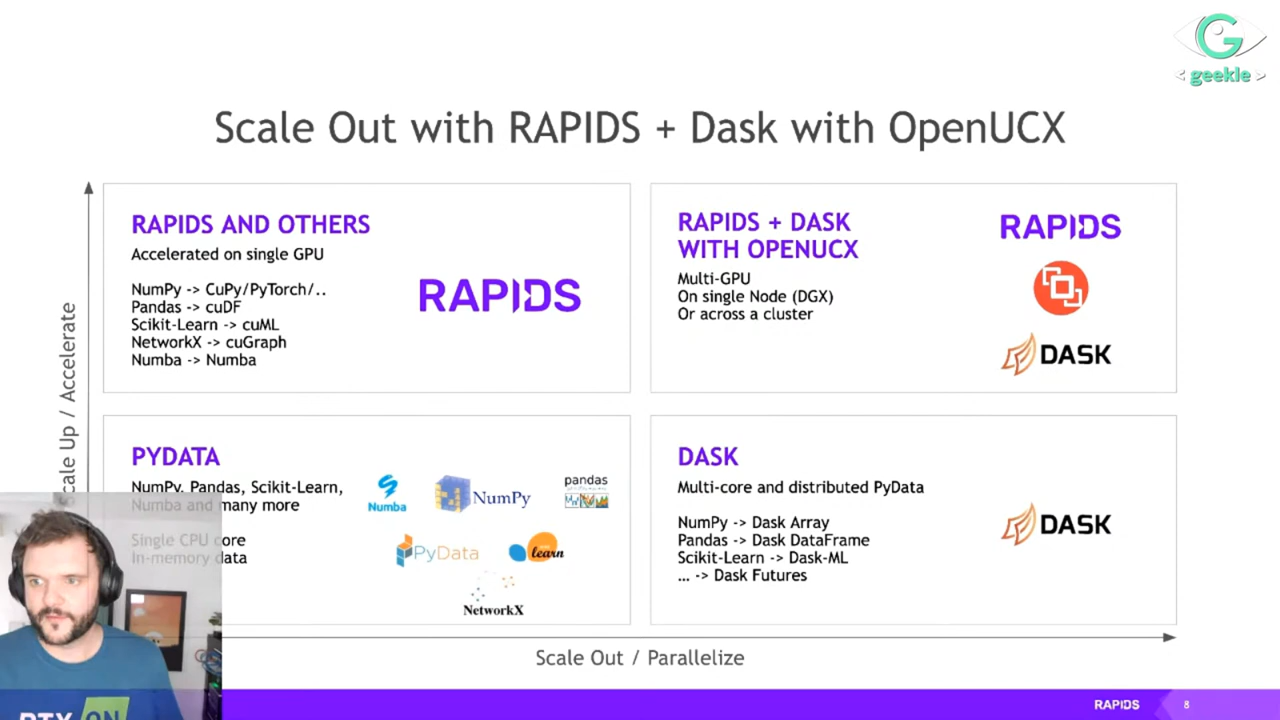 G
< geekle >
Scale Out with RAPIDS + Dask with OpenUCX
Scale Up / Accelerate
RAPIDS AND OTHERS
Accelerated on single GPU
NumPy -> CuPy/PyTorch/..
Pandas -> cuDF
Scikit-Learn -> cuML
NetworkX -> cuGraph
Numba -> Numba
RAPIDS
RAPIDS + DASK
WITH OPENUCX
Multi-GPU
On single Node (DGX)
Or across a cluster
RAPIDS
DASK
PYDATA
NumPy, Pandas, Scikit-Learn,
Numba and many more
Single CPU core
In-memory data
Numba
NumPy
pandas
PyData
learn
NetworkX
DASK
Multi-core and distributed PyData
NumPy -> Dask Array
Pandas -> Dask DataFrame
Scikit-Learn -> Dask-ML
… -> Dask Futures
DASK
Scale Out / Parallelize
RTX ON
RAPIDS
8